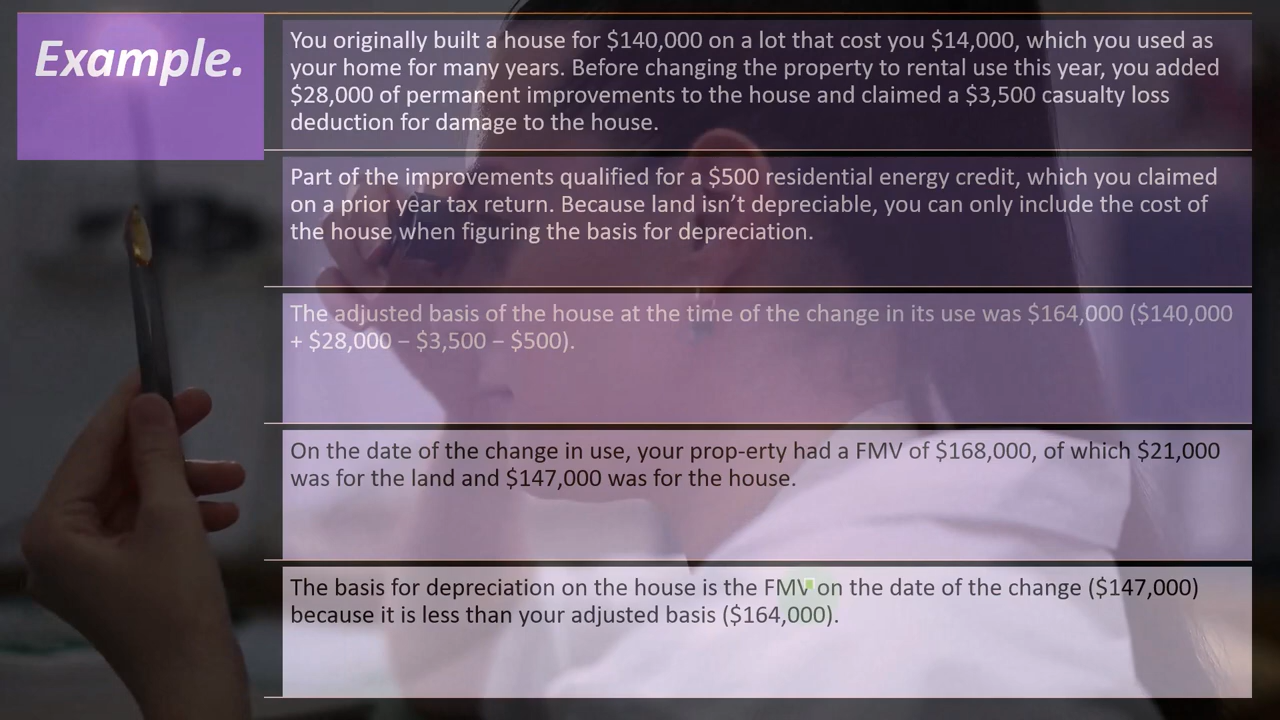 Example.
You originally built a house for $140,000 on a lot that cost you $14,000, which you used as
your home for many years. Before changing the property to rental use this year, you added
$28,000 of permanent improvements to the house and claimed a $3,500 casualty loss
deduction for damage to the house.
Part of the improvements qualified for a $500 residential energy credit, which you claimed
on a prior year tax return. Because land isn’t depreciable, you can only include the cost of
the house when figuring the basis for depreciation.
The adjusted basis of the house at the time of the change in its use was $164,000 ($140,000
+ $28,000 – $3,500 – $500).
On the date of the change in use, your prop-erty had a FMV of $168,000, of which $21,000
was for the land and $147,000 was for the house.
The basis for depreciation on the house is the FMV on the date of the change ($147,000)
because it is less than your adjusted basis ($164,000).